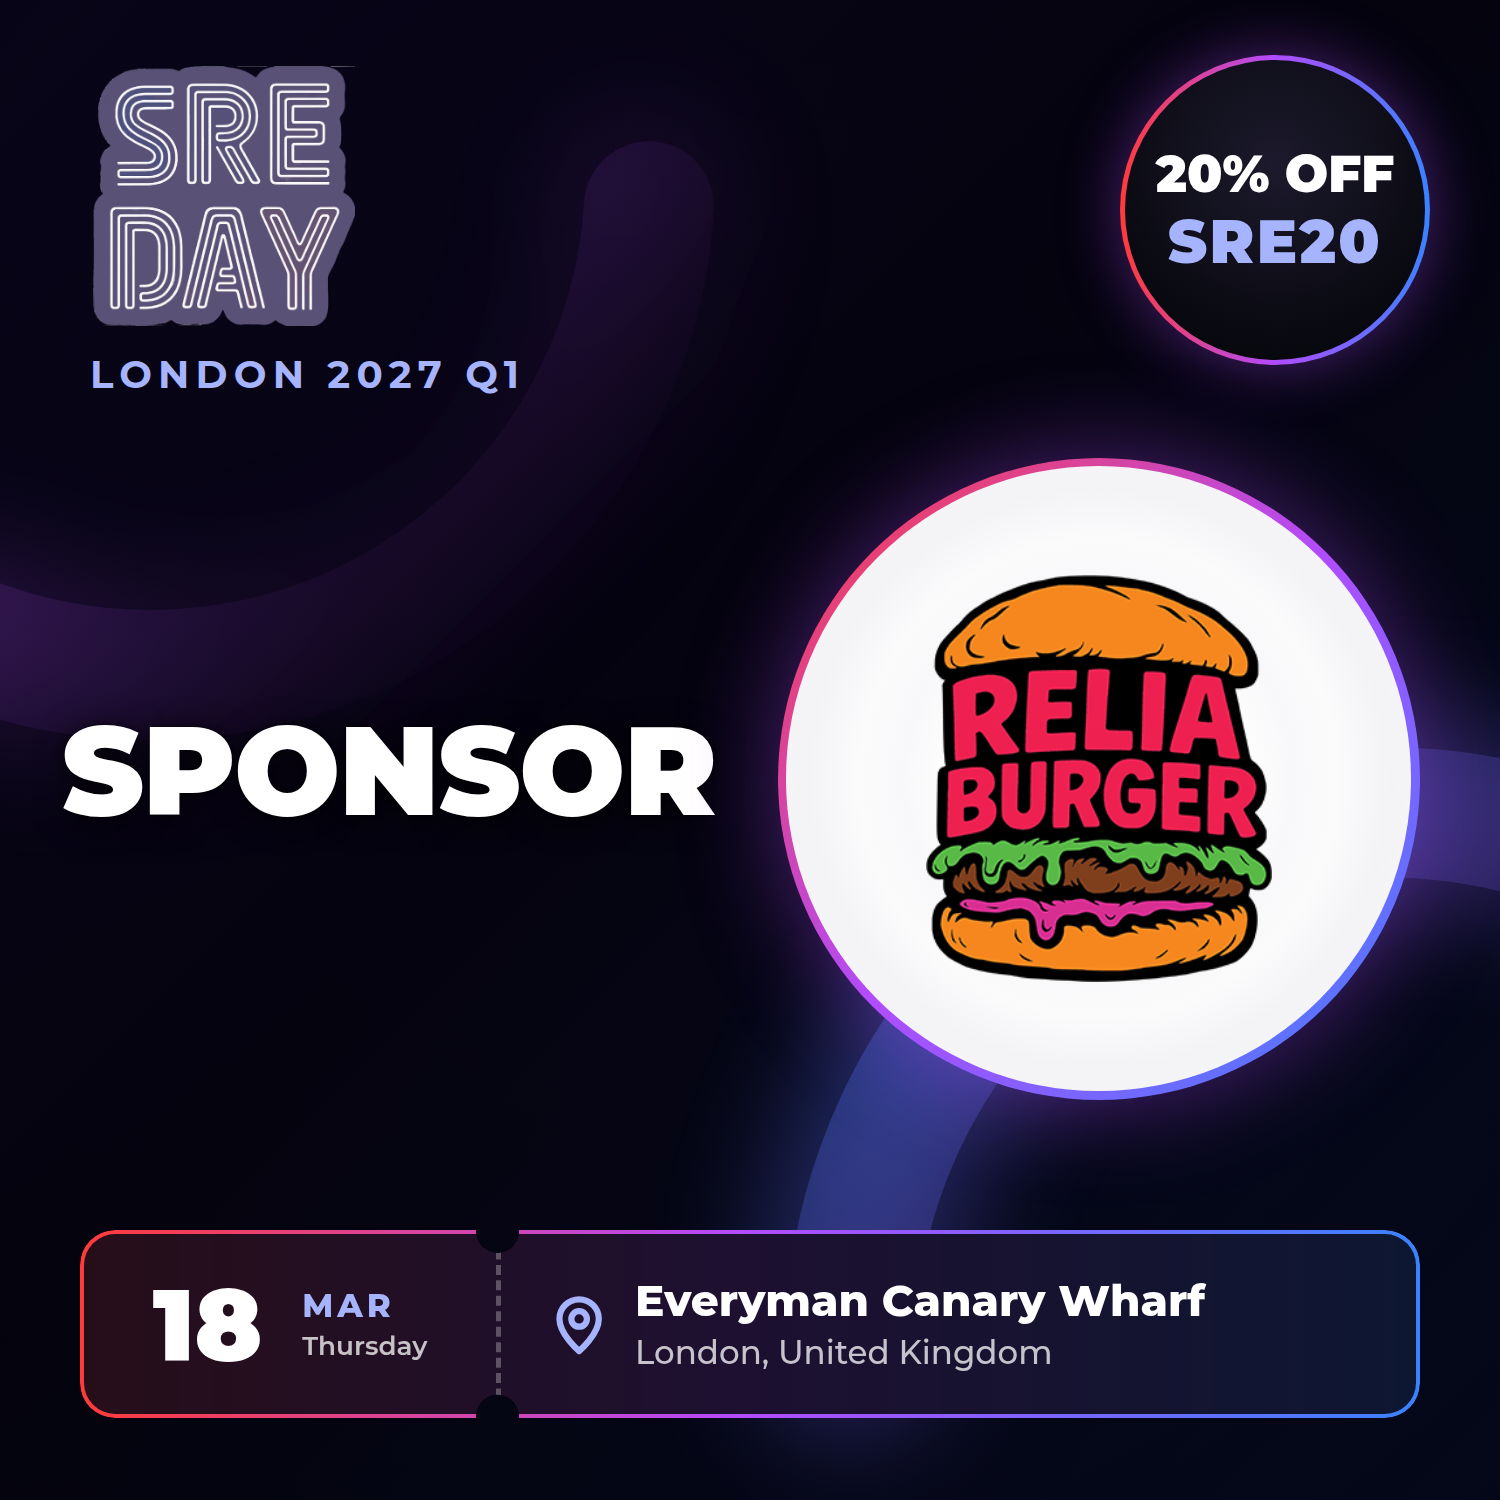 SRE
DAY
LONDON 2027 Q1
20% OFF
SRE20
SPONSOR
RELIA
BURGER
18
MAR
Thursday
Everyman Canary Wharf
London, United Kingdom